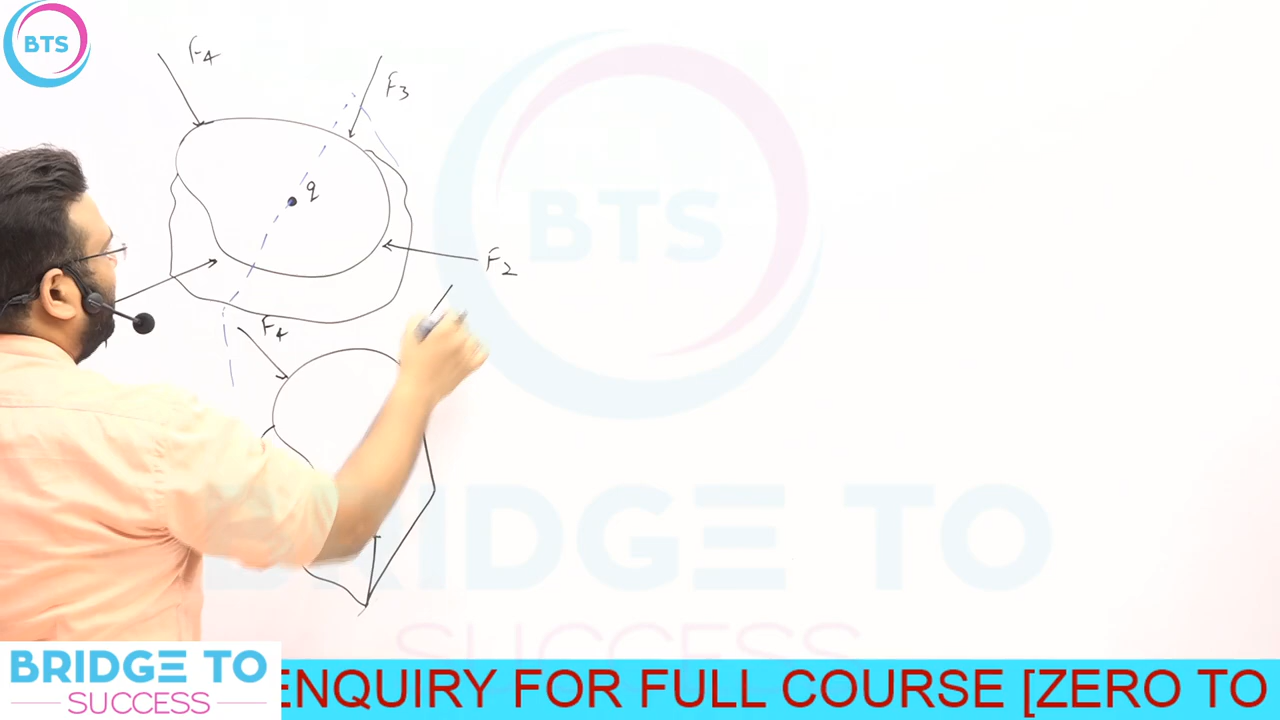 BTS
F4
F3
q
F2
F4
BTS
BRIDGE TO
SUCCESS
BRIDGE TO
SUCCESS
ENQUIRY FOR FULL COURSE [ZERO TO